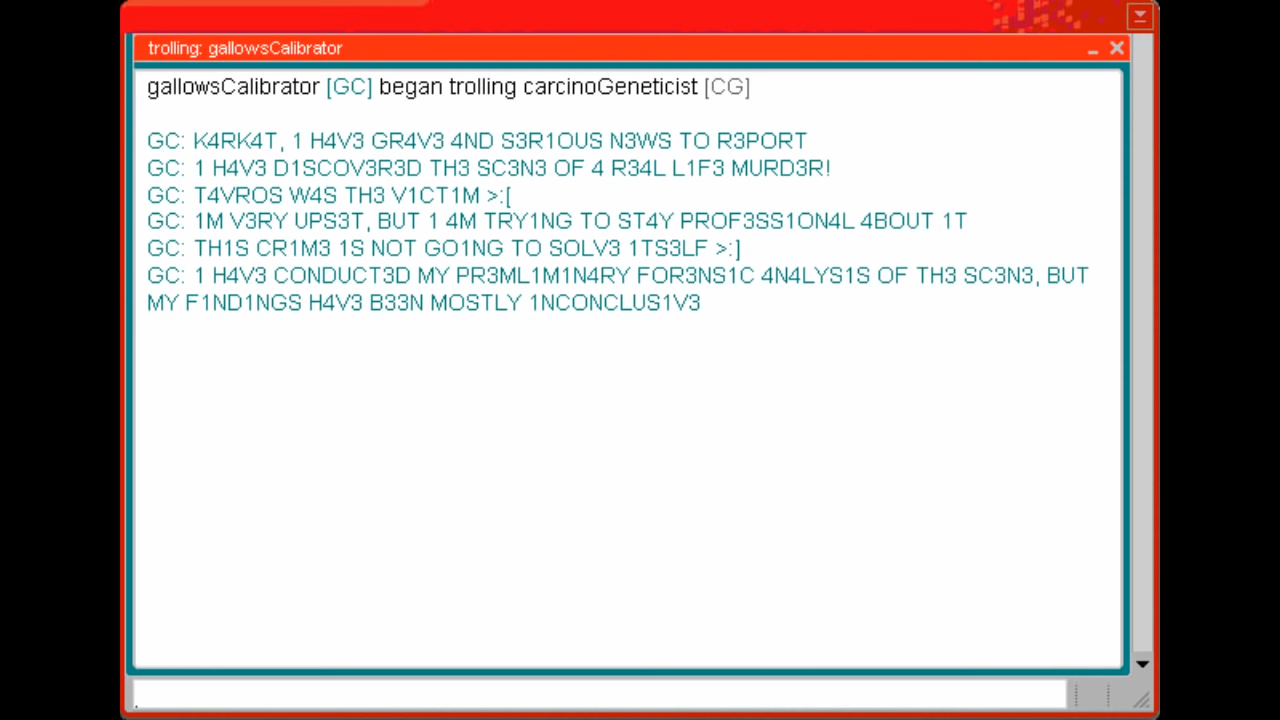 trolling: gallowsCalibrator
gallowsCalibrator [GC] began trolling carcinoGeneticist [CG]
GC: K4RK4T, 1 H4V3 GR4V3 4ND S3R1OUS N3WS TO R3PORT
GC: 1 H4V3 D1SCOV3R3D TH3 SC3N3 OF 4 R34L L1F3 MURD3R!
GC: T4VROS W4S TH3 V1CT1M >:[
GC: 1M V3RY UPS3T, BUT 1 4M TRY1NG TO ST4Y PROF3SS1ON4L 4BOUT 1T
GC: TH1S CR1M3 1S NOT GO1NG TO SOLV3 1TS3LF >:]
GC: 1 H4V3 CONDUCT3D MY PR3ML1M1N4RY FOR3NS1C 4N4LYS1S OF TH3 SC3N3, BUT
MY F1ND1NGS H4V3 B33N MOSTLY 1NCONCLUS1V3